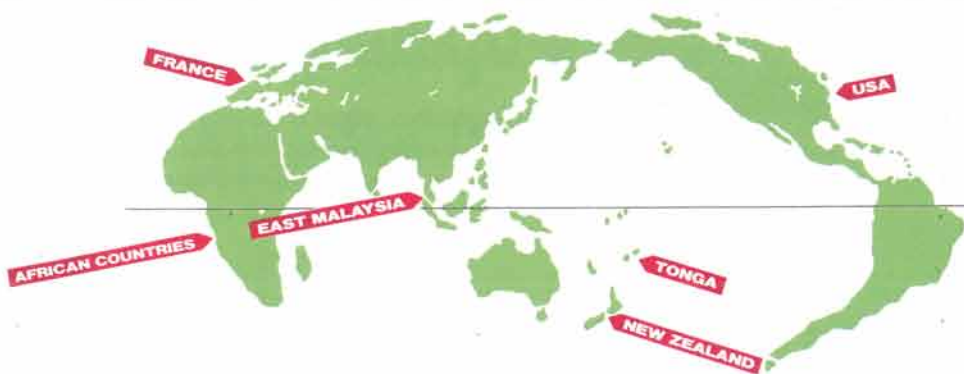 FRANCE
USA
EAST MALAYSIA
AFRICAN COUNTRIES
TONGA
NEW ZEALAND